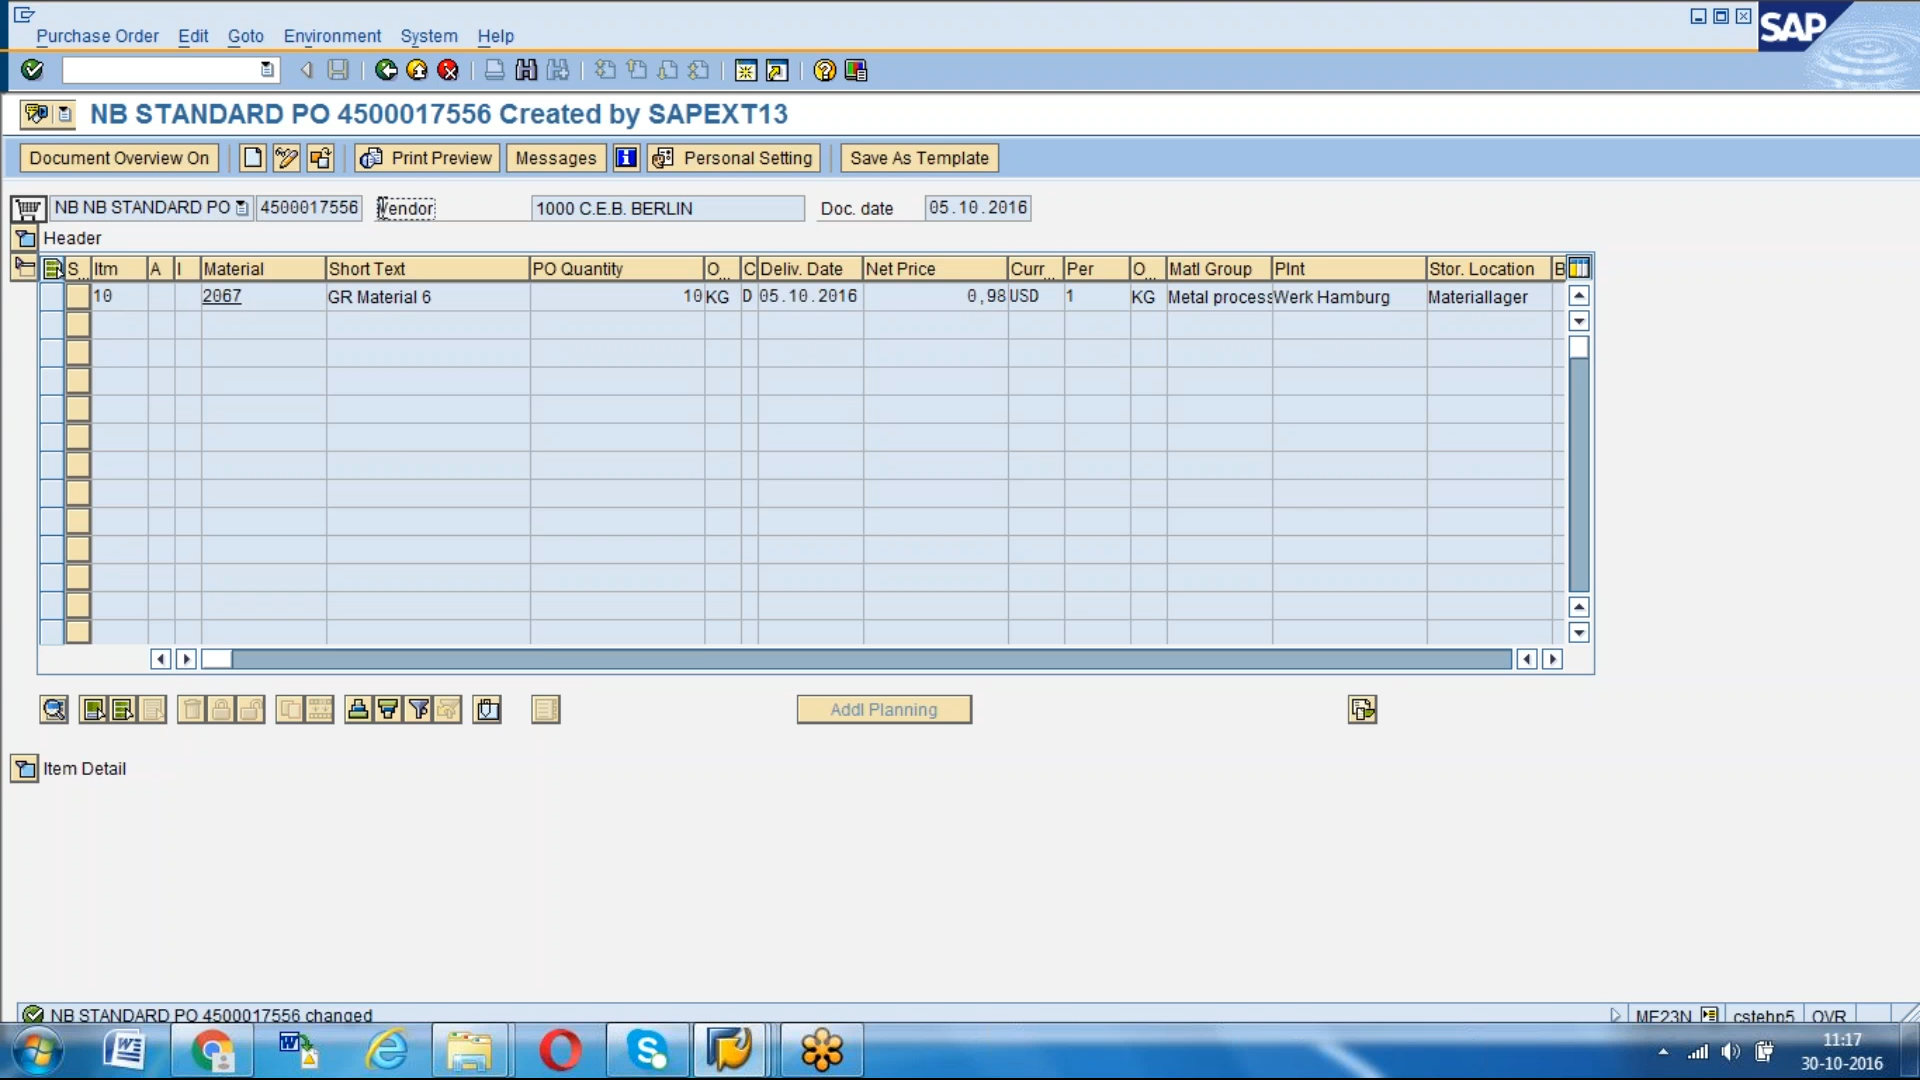 Purchase Order Edit Goto Environment System Help
SAP
NB STANDARD PO 4500017556 Created by SAPEXT13
Document Overview On Print Preview Messages Personal Setting Save As Template
NB NB STANDARD PO 4500017556 Vendor 1000 C.E.B. BERLIN Doc. date 05.10.2016
Header
S.. Itm A I Material Short Text PO Quantity O... C Deliv. Date Net Price Curr... Per O... Matl Group Plnt Stor. Location B
10 2067 GR Material 6 10 KG D 05.10.2016 0,98 USD 1 KG Metal process Werk Hamburg Materiallager
Addl Planning
Item Detail
NB STANDARD PO 4500017556 changed ME23N cstehp5 OVR
11:17
30-10-2016